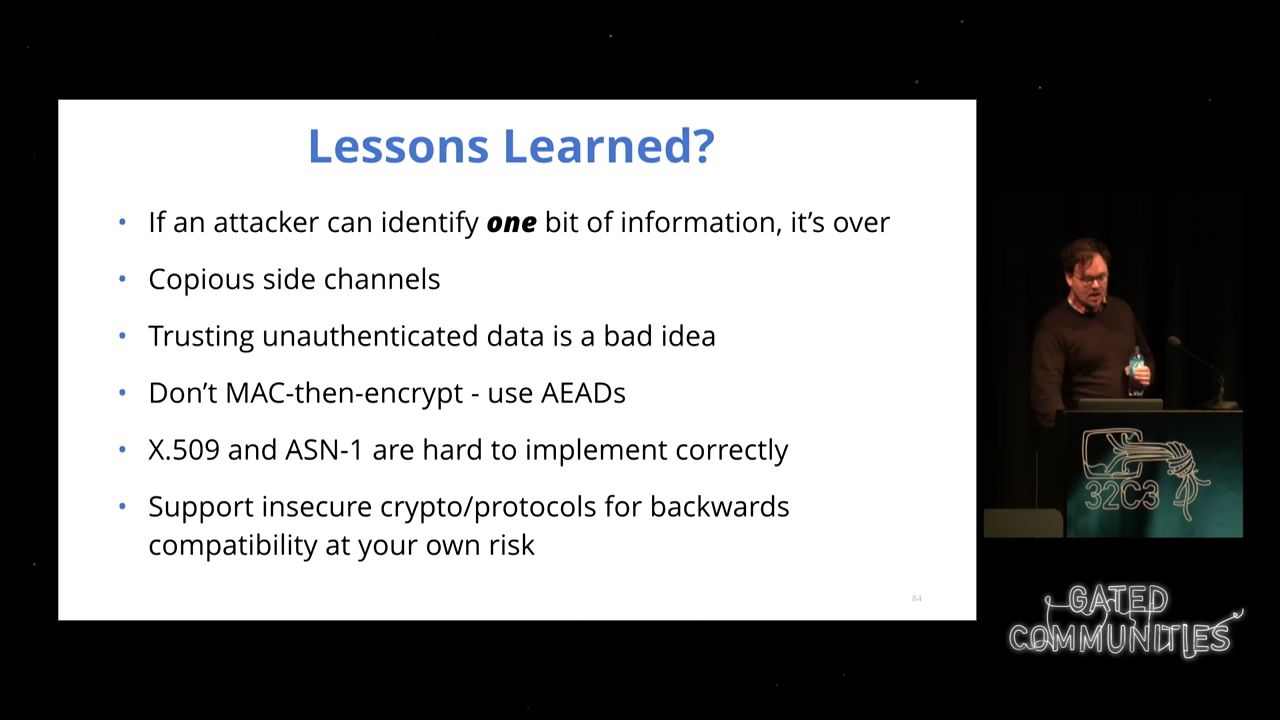 Lessons Learned?
• If an attacker can identify one bit of information, it’s over
• Copious side channels
• Trusting unauthenticated data is a bad idea
• Don’t MAC-then-encrypt - use AEADs
• X.509 and ASN-1 are hard to implement correctly
• Support insecure crypto/protocols for backwards
compatibility at your own risk
84
32C3
GATED
COMMUNITIES